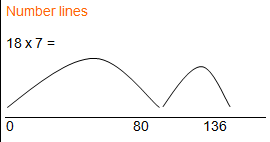 Number lines
18 x 7 =
0 80 136